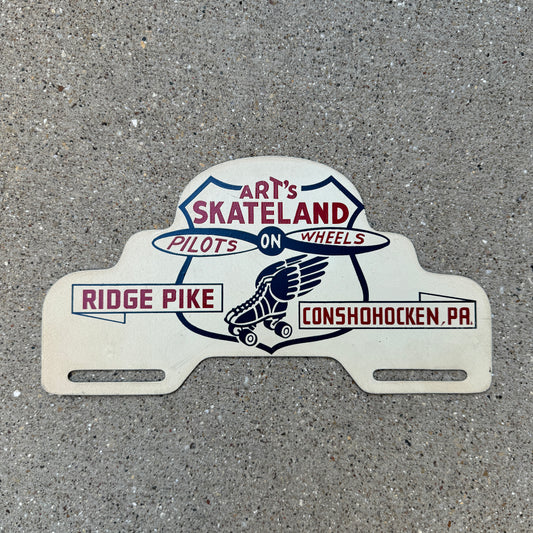 ART's
SKATELAND
PILOTS ON WHEELS
RIDGE PIKE
CONSHOHOCKEN, PA.